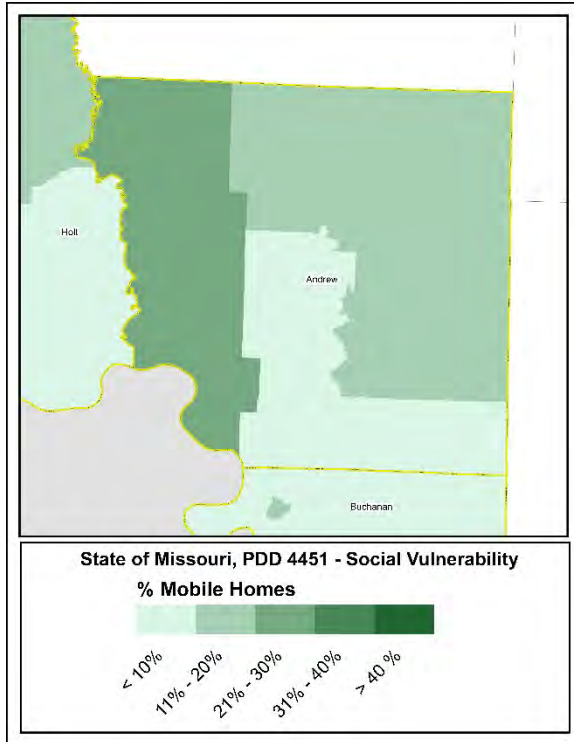 Holt
Andrew
Buchanan
State of Missouri, PDD 4451 - Social Vulnerability
% Mobile Homes
< 10%
11% - 20%
21% - 30%
31% - 40%
> 40 %